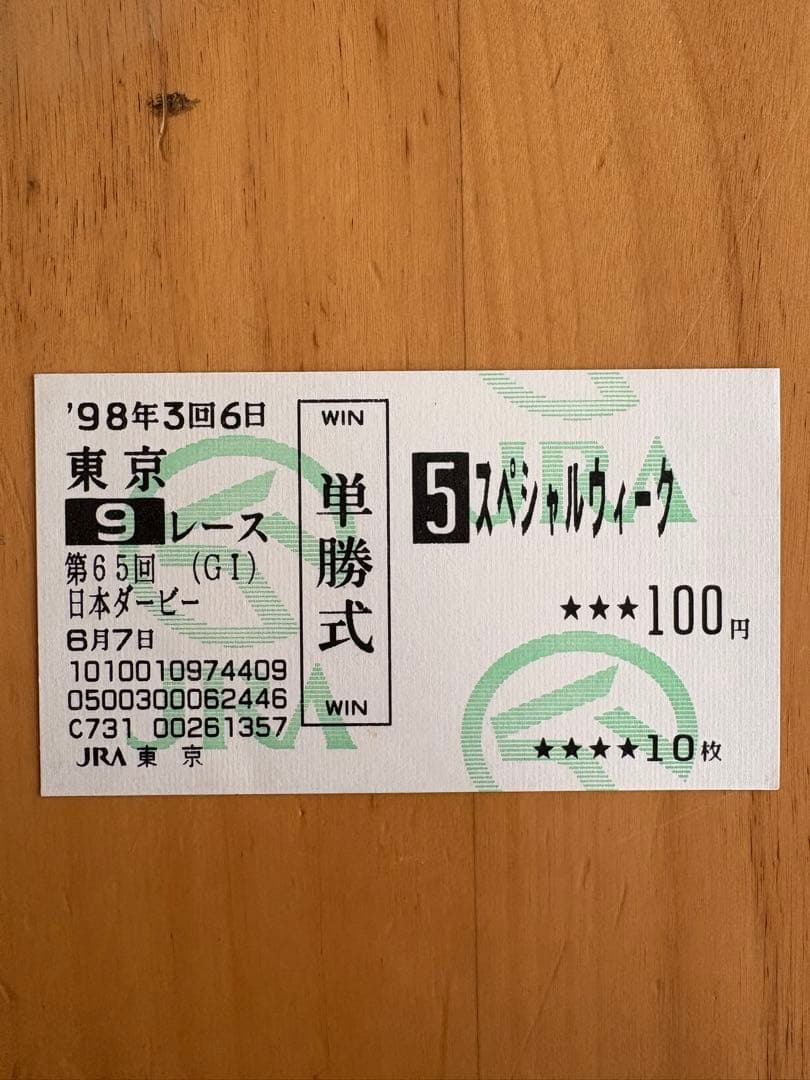 '98年3回6日
東京
9レース
第65回 (GI)
日本ダービー
6月7日
1010010974409
0500300062446
C731 00261357
JRA 東 京
WIN
単勝式
WIN
5 スペシャルウィーク
★★★100円
★★★★10枚
JRA
JRA